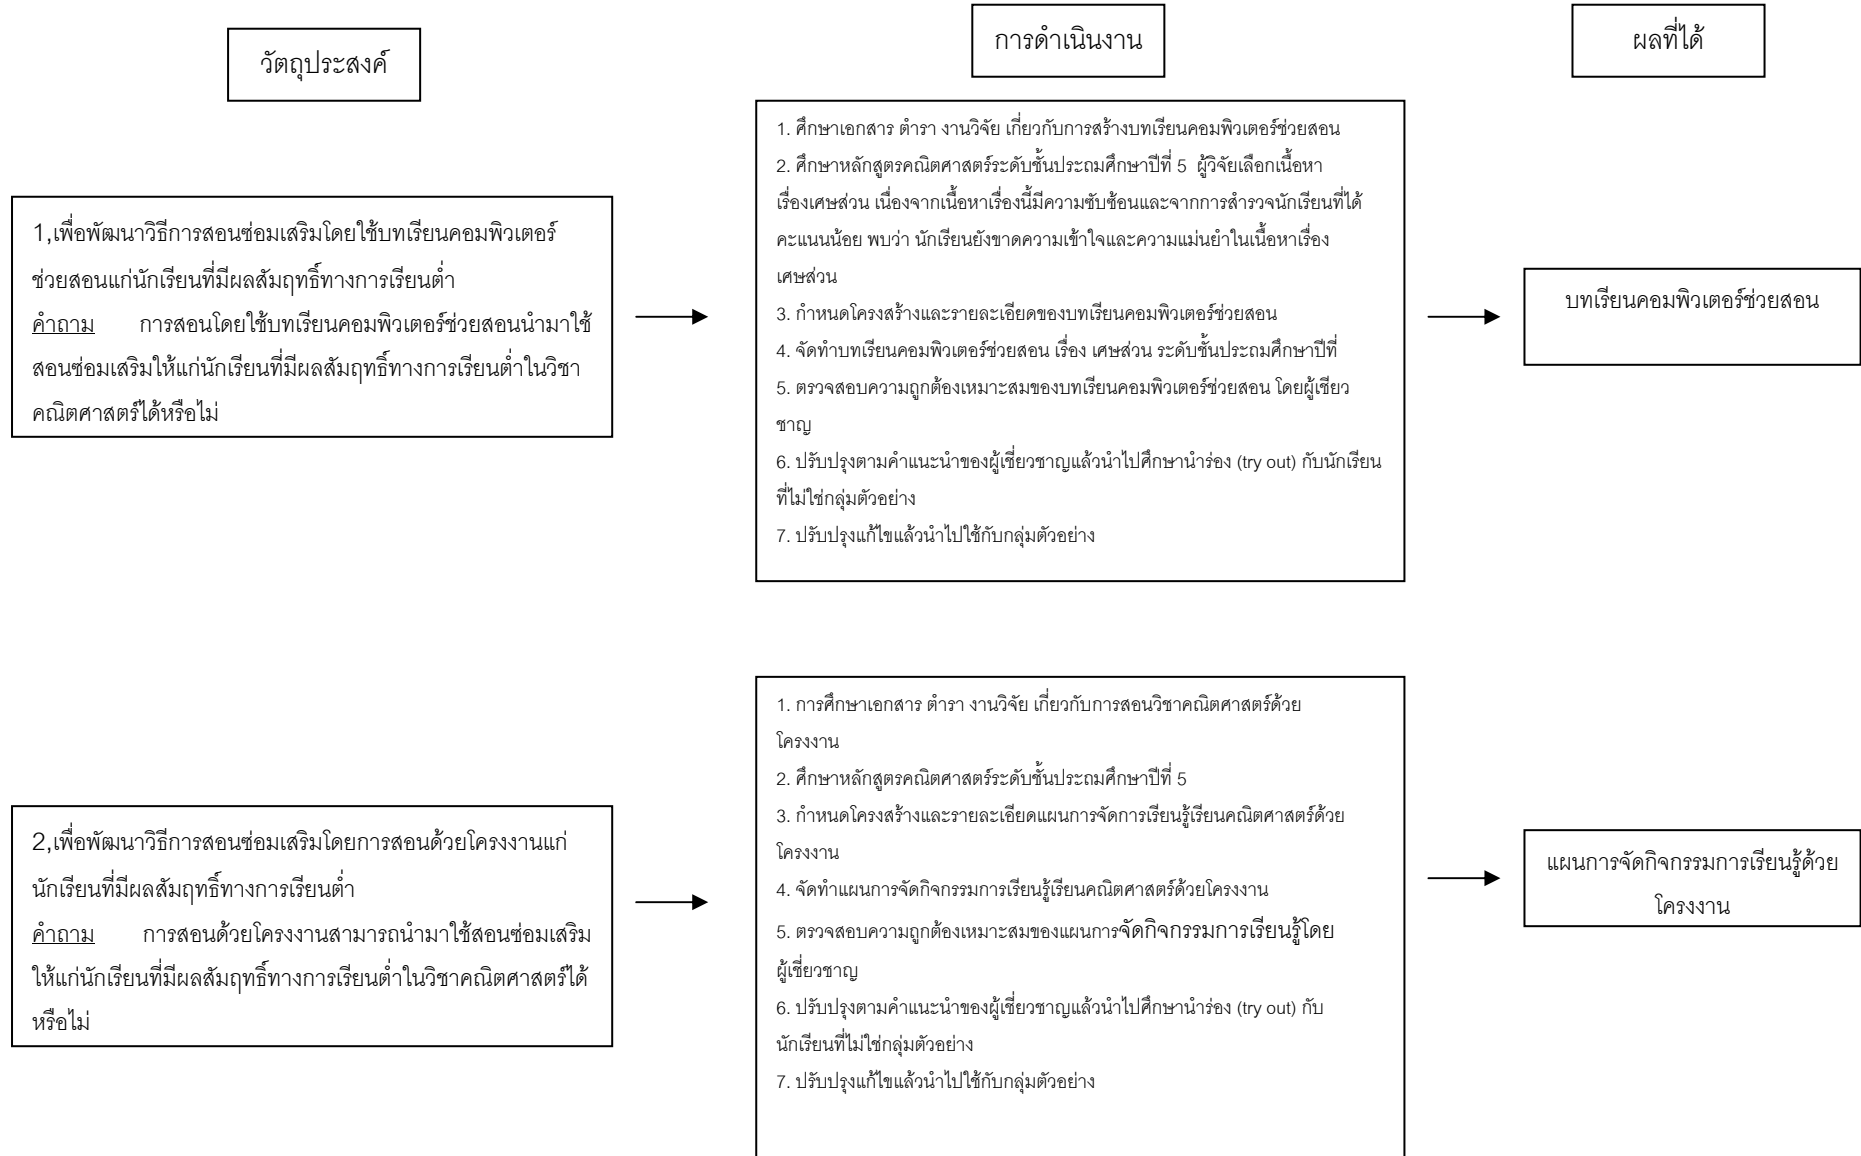 วัตถุประสงค์
การดำเนินงาน
ผลที่ได้
1,เพื่อพัฒนาวิธีการสอนซ่อมเสริมโดยใช้บทเรียนคอมพิวเตอร์
ช่วยสอนแก่นักเรียนที่มีผลสัมฤทธิ์ทางการเรียนต่ำ
คำถาม การสอนโดยใช้บทเรียนคอมพิวเตอร์ช่วยสอนนำมาใช้
สอนซ่อมเสริมให้แก่นักเรียนที่มีผลสัมฤทธิ์ทางการเรียนต่ำในวิชา
คณิตศาสตร์ได้หรือไม่
1. ศึกษาเอกสาร ตำรา งานวิจัย เกี่ยวกับการสร้างบทเรียนคอมพิวเตอร์ช่วยสอน
2. ศึกษาหลักสูตรคณิตศาสตร์ระดับชั้นประถมศึกษาปีที่ 5 ผู้วิจัยเลือกเนื้อหา
เรื่องเศษส่วน เนื่องจากเนื้อหาเรื่องนี้มีความซับซ้อนและจากการสำรวจนักเรียนที่ได้
คะแนนน้อย พบว่า นักเรียนยังขาดความเข้าใจและความแม่นยำในเนื้อหาเรื่อง
เศษส่วน
3. กำหนดโครงสร้างและรายละเอียดของบทเรียนคอมพิวเตอร์ช่วยสอน
4. จัดทำบทเรียนคอมพิวเตอร์ช่วยสอน เรื่อง เศษส่วน ระดับชั้นประถมศึกษาปีที่
5. ตรวจสอบความถูกต้องเหมาะสมของบทเรียนคอมพิวเตอร์ช่วยสอน โดยผู้เชี่ยว
ชาญ
6. ปรับปรุงตามคำแนะนำของผู้เชี่ยวชาญแล้วนำไปศึกษานำร่อง (try out) กับนักเรียน
ที่ไม่ใช่กลุ่มตัวอย่าง
7. ปรับปรุงแก้ไขแล้วนำไปใช้กับกลุ่มตัวอย่าง
บทเรียนคอมพิวเตอร์ช่วยสอน
2,เพื่อพัฒนาวิธีการสอนซ่อมเสริมโดยการสอนด้วยโครงงานแก่
นักเรียนที่มีผลสัมฤทธิ์ทางการเรียนต่ำ
คำถาม การสอนด้วยโครงงานสามารถนำมาใช้สอนซ่อมเสริม
ให้แก่นักเรียนที่มีผลสัมฤทธิ์ทางการเรียนต่ำในวิชาคณิตศาสตร์ได้
หรือไม่
1. การศึกษาเอกสาร ตำรา งานวิจัย เกี่ยวกับการสอนวิชาคณิตศาสตร์ด้วย
โครงงาน
2. ศึกษาหลักสูตรคณิตศาสตร์ระดับชั้นประถมศึกษาปีที่ 5
3. กำหนดโครงสร้างและรายละเอียดแผนการจัดการเรียนรู้เรียนคณิตศาสตร์ด้วย
โครงงาน
4. จัดทำแผนการจัดกิจกรรมการเรียนรู้เรียนคณิตศาสตร์ด้วยโครงงาน
5. ตรวจสอบความถูกต้องเหมาะสมของแผนการจัดกิจกรรมการเรียนรู้โดย
ผู้เชี่ยวชาญ
6. ปรับปรุงตามคำแนะนำของผู้เชี่ยวชาญแล้วนำไปศึกษานำร่อง (try out) กับ
นักเรียนที่ไม่ใช่กลุ่มตัวอย่าง
7. ปรับปรุงแก้ไขแล้วนำไปใช้กับกลุ่มตัวอย่าง
แผนการจัดกิจกรรมการเรียนรู้ด้วย
โครงงาน